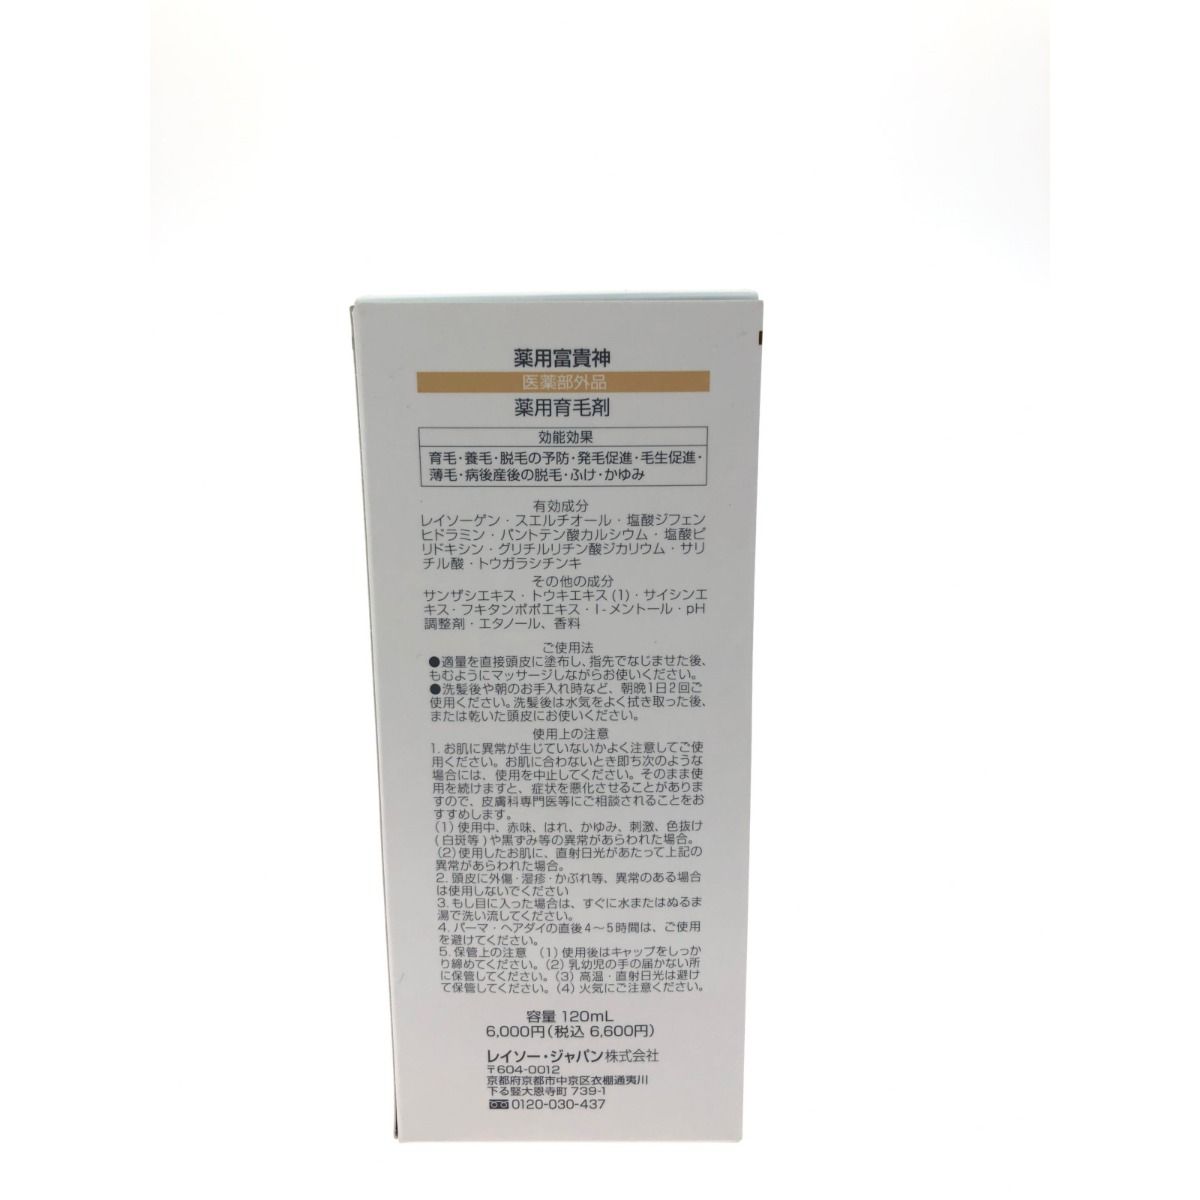 薬用富貴神
医薬部外品
薬用育毛剤
効能効果
育毛・養毛・脱毛の予防・発毛促進・毛生促進・
薄毛・病後産後の脱毛・ふけ・かゆみ
有効成分
レイソーゲン・スエルチオール・塩酸ジフェン
ヒドラミン・パントテン酸カルシウム・塩酸ピ
リドキシン・グリチルリチン酸ジカリウム・サリ
チル酸・トウガラシチンキ
その他の成分
サンザシエキス・トウキエキス(1)・サイシンエ
キス・フキタンポポエキス・l-メントール・pH
調整剤・エタノール、香料
ご使用法
●適量を直接頭皮に塗布し、指先でなじませた後、
もむようにマッサージしながらお使いください。
●洗髪後や朝のお手入れ時など、朝晩1日2回ご
使用ください。洗髪後は水気をよく拭き取った後、
または乾いた頭皮にお使いください。
使用上の注意
1. お肌に異常が生じていないかよく注意してご使
用ください。お肌に合わないとき即ち次のような
場合には、使用を中止してください。そのまま使
用を続けますと、症状を悪化させることがありま
すので、皮膚科専門医等にご相談されることをお
すすめします。
(1)使用中、赤味、はれ、かゆみ、刺激、色抜け
(白斑等)や黒ずみ等の異常があらわれた場合。
(2)使用したお肌に、直射日光があたって上記の
異常があらわれた場合。
2. 頭皮に外傷・湿疹・かぶれ等、異常のある場合
は使用しないでください
3. もし目に入った場合は、すぐに水またはぬるま
湯で洗い流してください。
4. パーマ・ヘアダイの直後4〜5時間は、ご使用
を避けてください。
5. 保管上の注意 (1)使用後はキャップをしっか
り締めてください。(2)乳幼児の手の届かない所
に保管してください。(3)高温・直射日光は避け
て保管してください。(4)火気にご注意ください。
容量 120mL
6,000円(税込 6,600円)
レイソー・ジャパン株式会社
〒604-0012
京都府京都市中京区衣棚通夷川
下る竪大恩寺町 739-1
0120-030-437